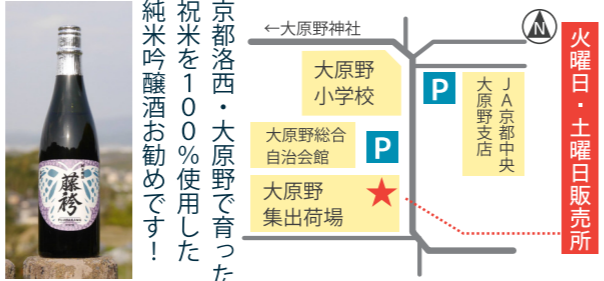 藤袴
京都洛西・大原野で育った
祝米を100%使用した
純米吟醸酒お勧めです!
←大原野神社
N
大原野
小学校
P
JA京都中央
大原野支店
大原野総合
自治会館
P
大原野
集出荷場
火曜日・土曜日販売所